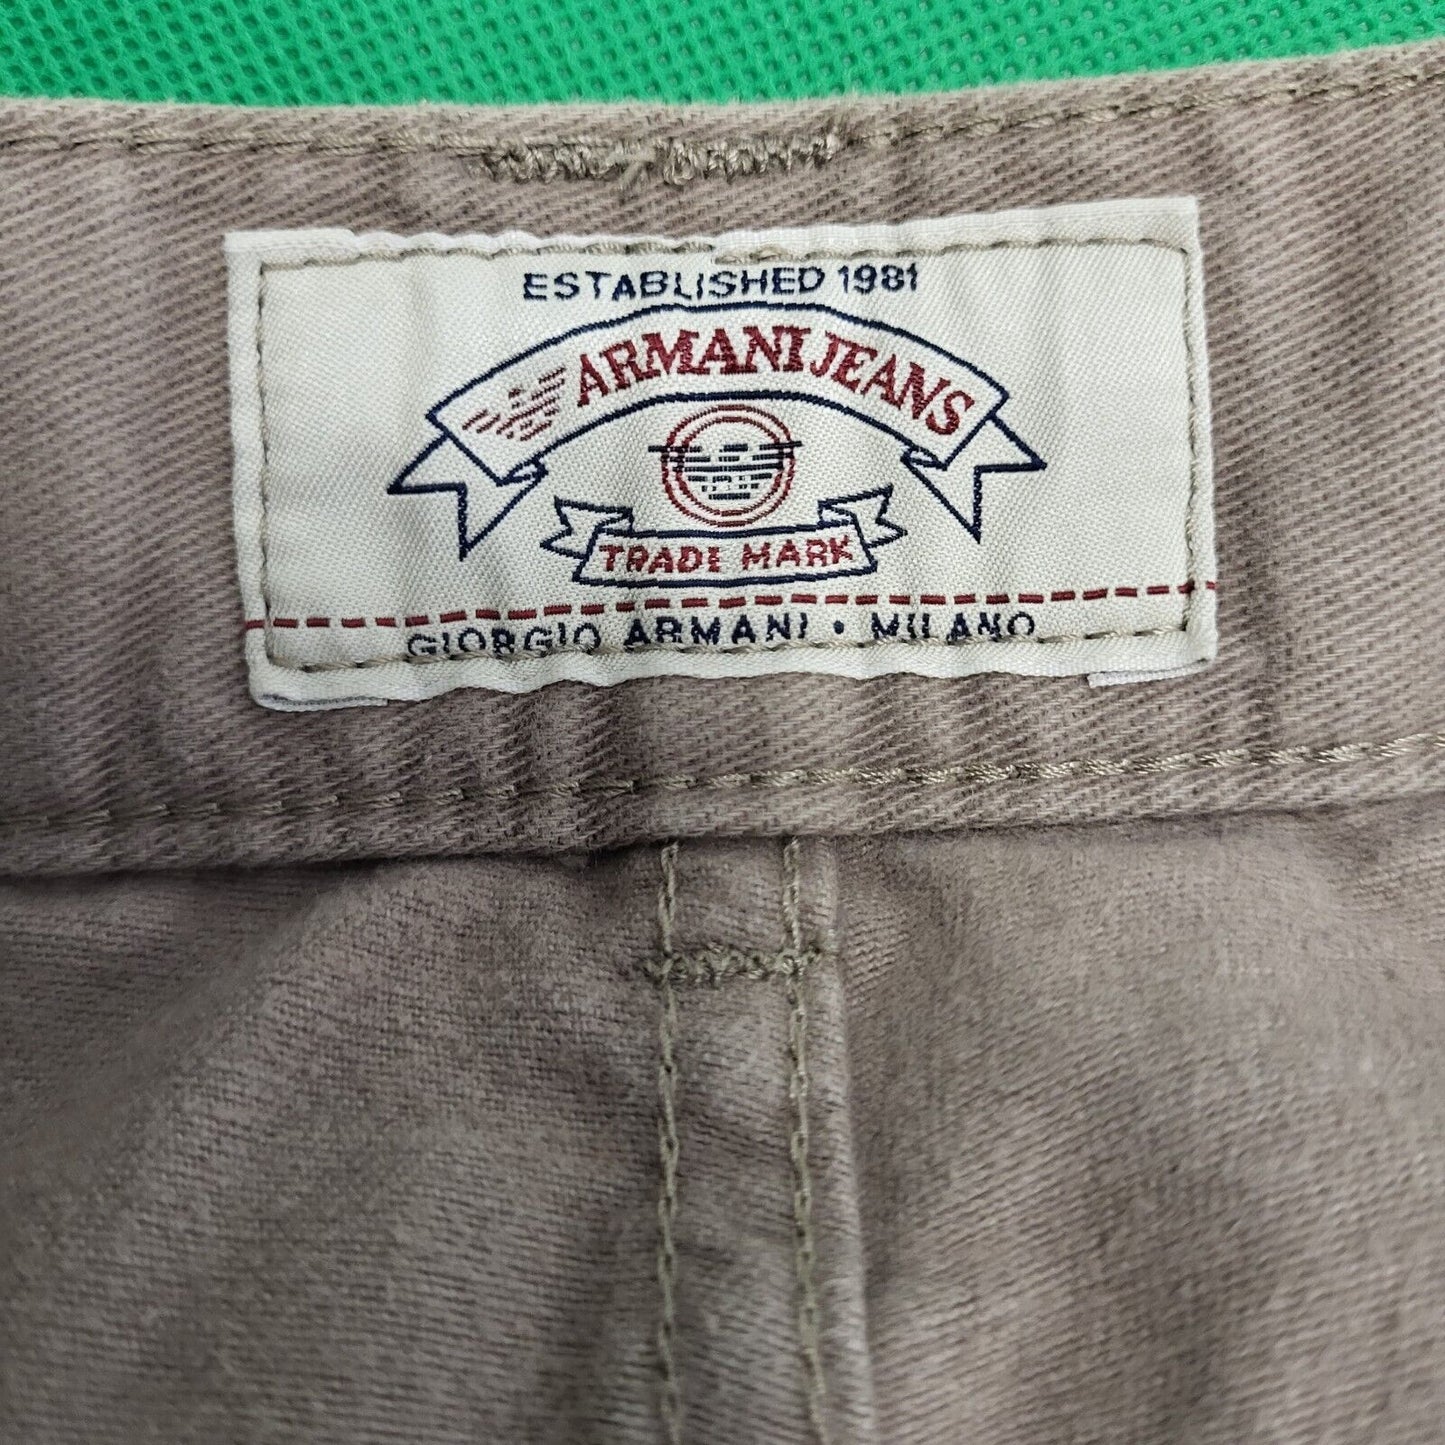 ESTABLISHED 1981
ARMANI JEANS
TRADE MARK
GIORGIO ARMANI • MILANO